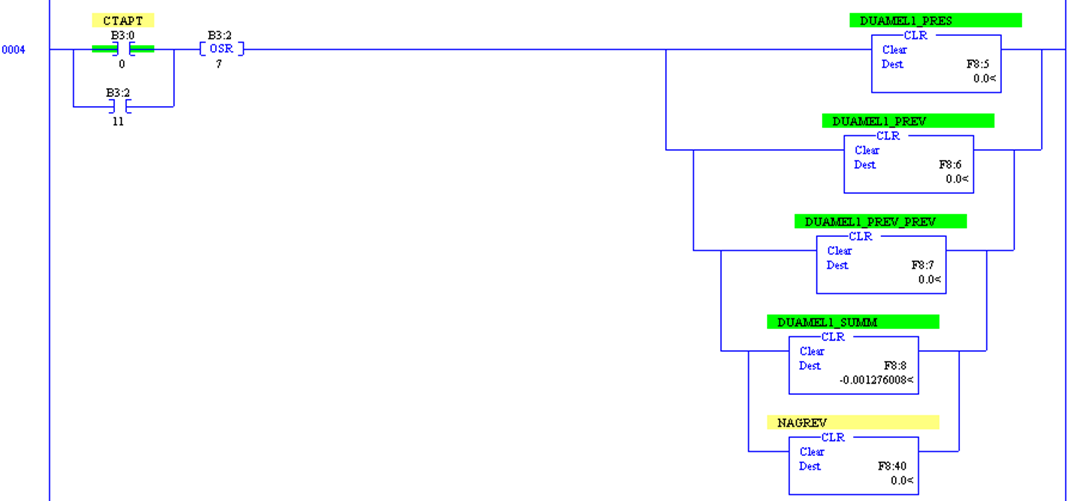 CTAPT
B3:0
0
B3:2
OSR
7
B3:2
11
0004
DUAMEL1_PRES
CLR
Clear
Dest F8:5
0.0<
DUAMEL1_PREV
CLR
Clear
Dest F8:6
0.0<
DUAMEL1_PREV_PREV
CLR
Clear
Dest F8:7
0.0<
DUAMEL1_SUMM
CLR
Clear
Dest F8:8
-0.001276008<
NAGREV
CLR
Clear
Dest F8:40
0.0<